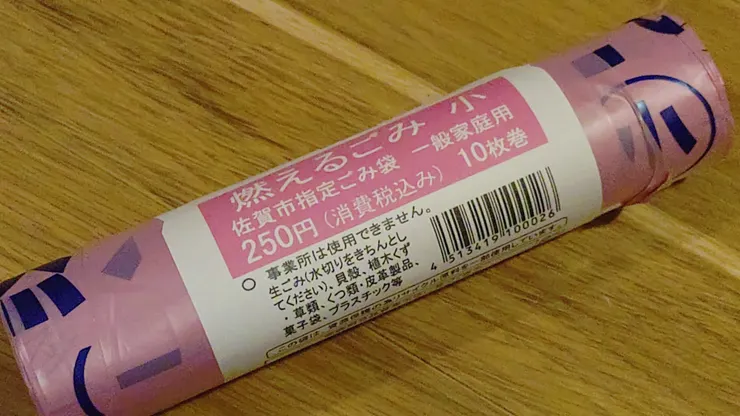 燃えるごみ 小
佐賀市指定ごみ袋 一般家庭用
250円(消費税込み) 10枚巻
事業所は使用できません。
○ 生ごみ(水切りをきちんとし
てください)、貝殻、植木くず
・草類、くつ類・皮革製品、
菓子袋、プラスチック等
4513419100026